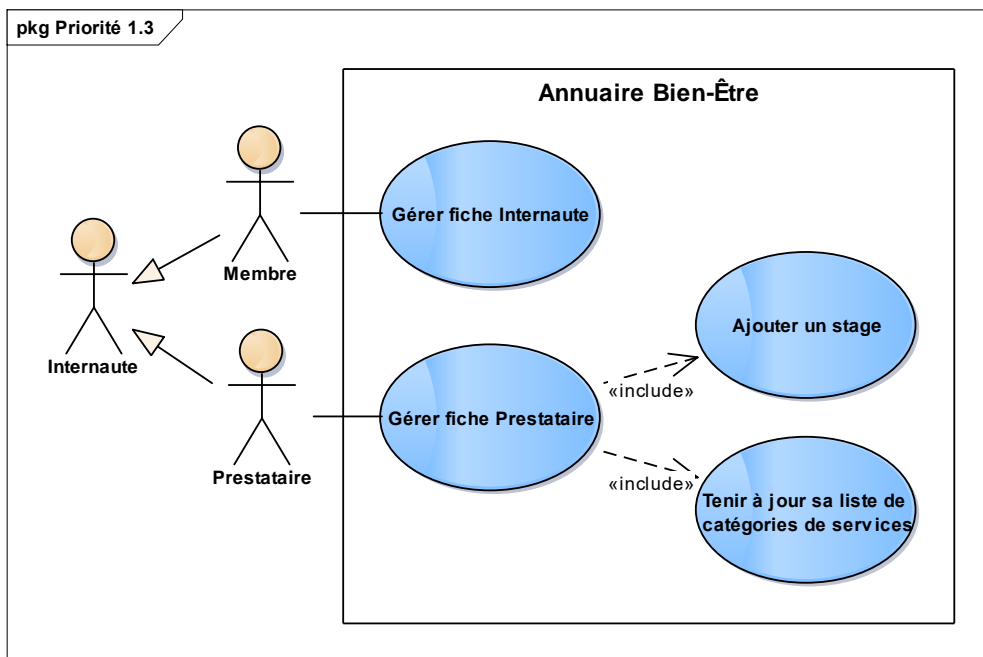 pkg Priorité 1.3
Annuaire Bien-Être
Gérer fiche Internaute
Membre
Internaute
Ajouter un stage
Gérer fiche Prestataire
«include»
«include»
Prestataire
Tenir à jour sa liste de
catégories de services